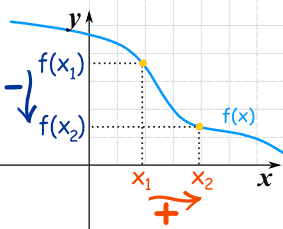 y
f(x₁)
−
f(x₂)
f(x)
x₁ x₂ x
+